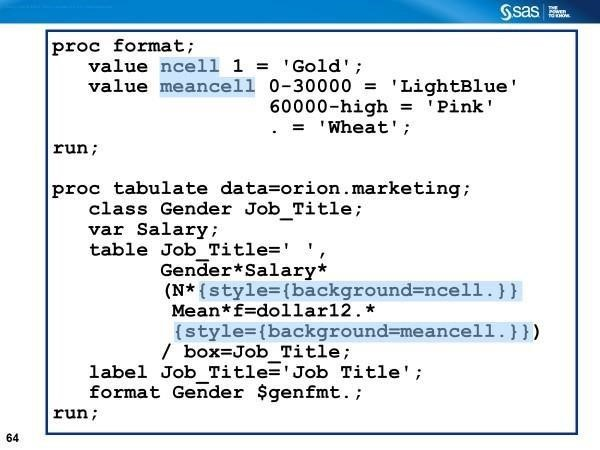 sas THE
POWER
TO KNOW.
proc format;
value ncell 1 = 'Gold';
value meancell 0-30000 = 'LightBlue'
60000-high = 'Pink'
. = 'Wheat';
run;
proc tabulate data=orion.marketing;
class Gender Job_Title;
var Salary;
table Job_Title=' ',
Gender*Salary*
(N*{style={background=ncell.}}
Mean*f=dollar12.*
{style={background=meancell.}})
/ box=Job_Title;
label Job_Title='Job Title';
format Gender $genfmt.;
run;
64